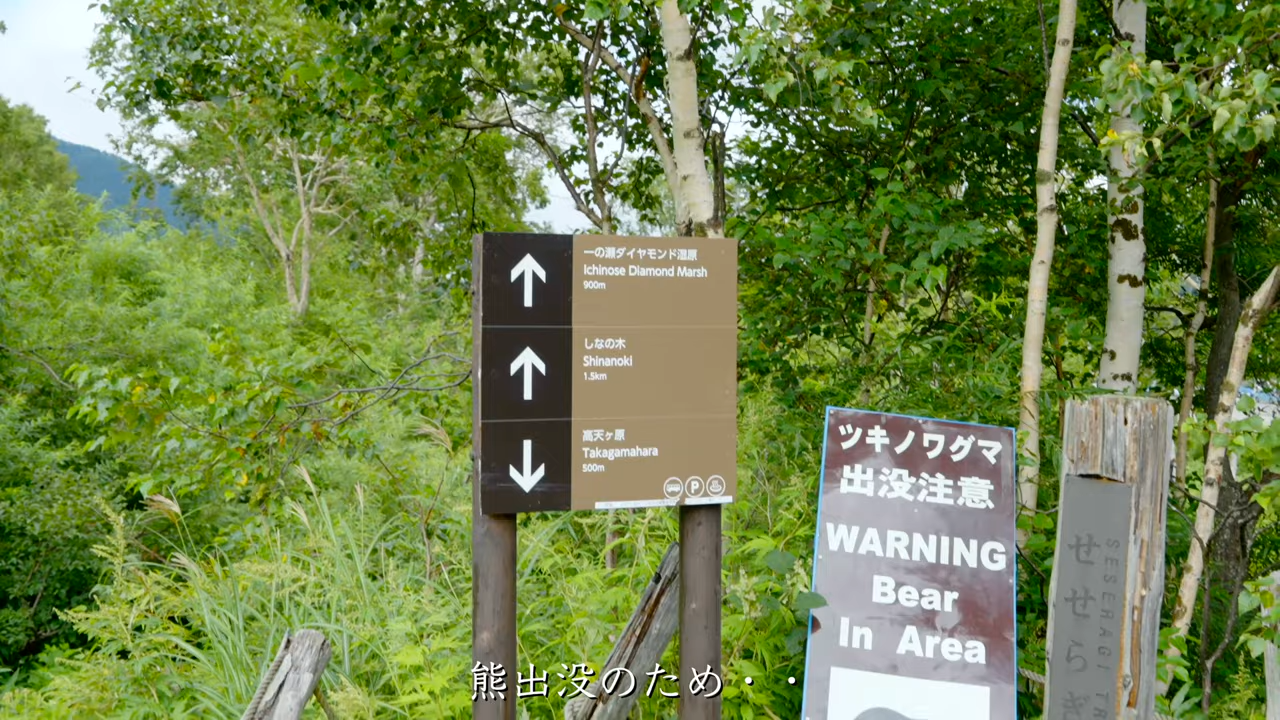 一の瀬ダイヤモンド湿原
Ichinose Diamond Marsh
900m
しなの木
Shinanoki
1.5km
高天ヶ原
Takagamahara
500m
P
ツキノワグマ
出没注意
WARNING
Bear
In Area
せせらぎ
SESERAGI TR
熊出没のため・・